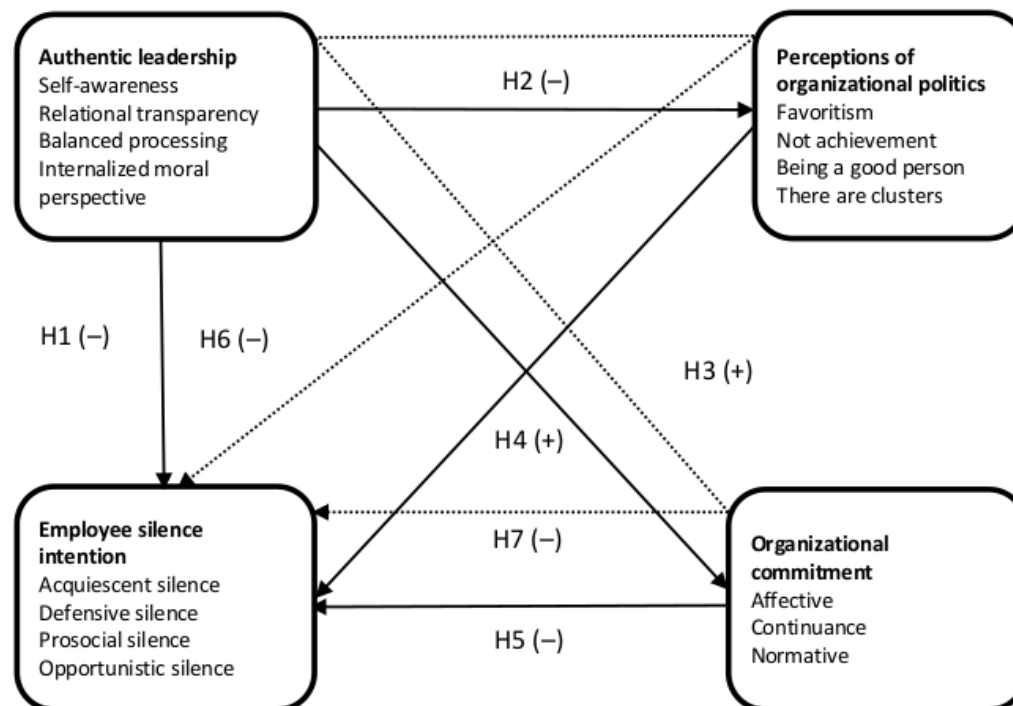 Authentic leadership
Self-awareness
Relational transparency
Balanced processing
Internalized moral
perspective
H2 (–)
Perceptions of
organizational politics
Favoritism
Not achievement
Being a good person
There are clusters
H1 (–)
H6 (–)
H3 (+)
H4 (+)
Employee silence
intention
Acquiescent silence
Defensive silence
Prosocial silence
Opportunistic silence
H7 (–)
H5 (–)
Organizational
commitment
Affective
Continuance
Normative